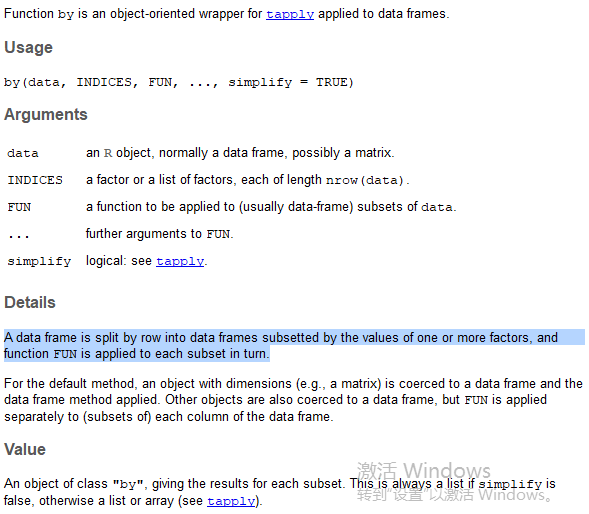 Function by is an object-oriented wrapper for tapply applied to data frames.
Usage
by(data, INDICES, FUN, ..., simplify = TRUE)
Arguments
data an R object, normally a data frame, possibly a matrix.
INDICES a factor or a list of factors, each of length nrow(data).
FUN a function to be applied to (usually data-frame) subsets of data.
... further arguments to FUN.
simplify logical: see tapply.
Details
A data frame is split by row into data frames subsetted by the values of one or more factors, and
function FUN is applied to each subset in turn.
For the default method, an object with dimensions (e.g., a matrix) is coerced to a data frame and the
data frame method applied. Other objects are also coerced to a data frame, but FUN is applied
separately to (subsets of) each column of the data frame.
Value
An object of class "by", giving the results for each subset. This is always a list if simplify is
false, otherwise a list or array (see tapply).
激活 Windows
转到"设置"以激活 Windows。